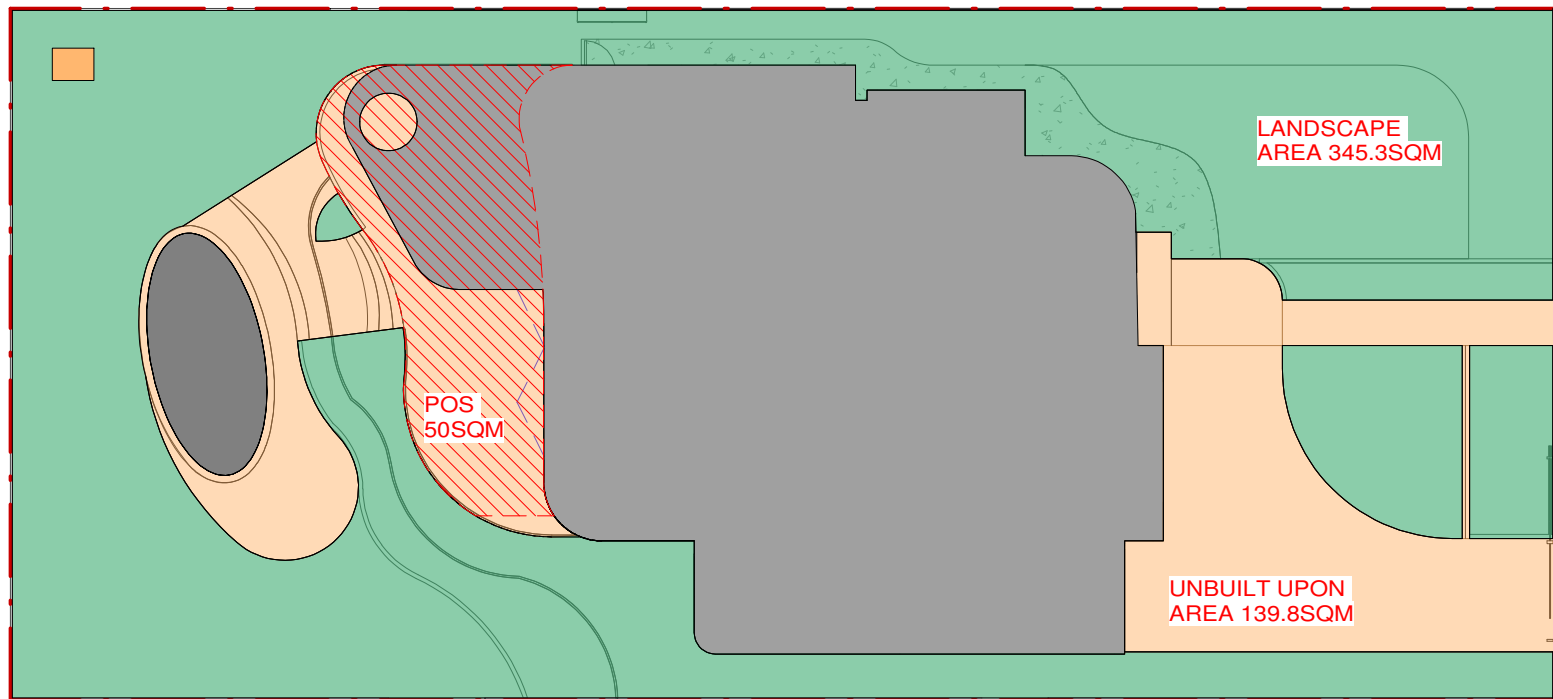 LANDSCAPE
AREA 345.3SQM
POS
50SQM
UNBUILT UPON
AREA 139.8SQM